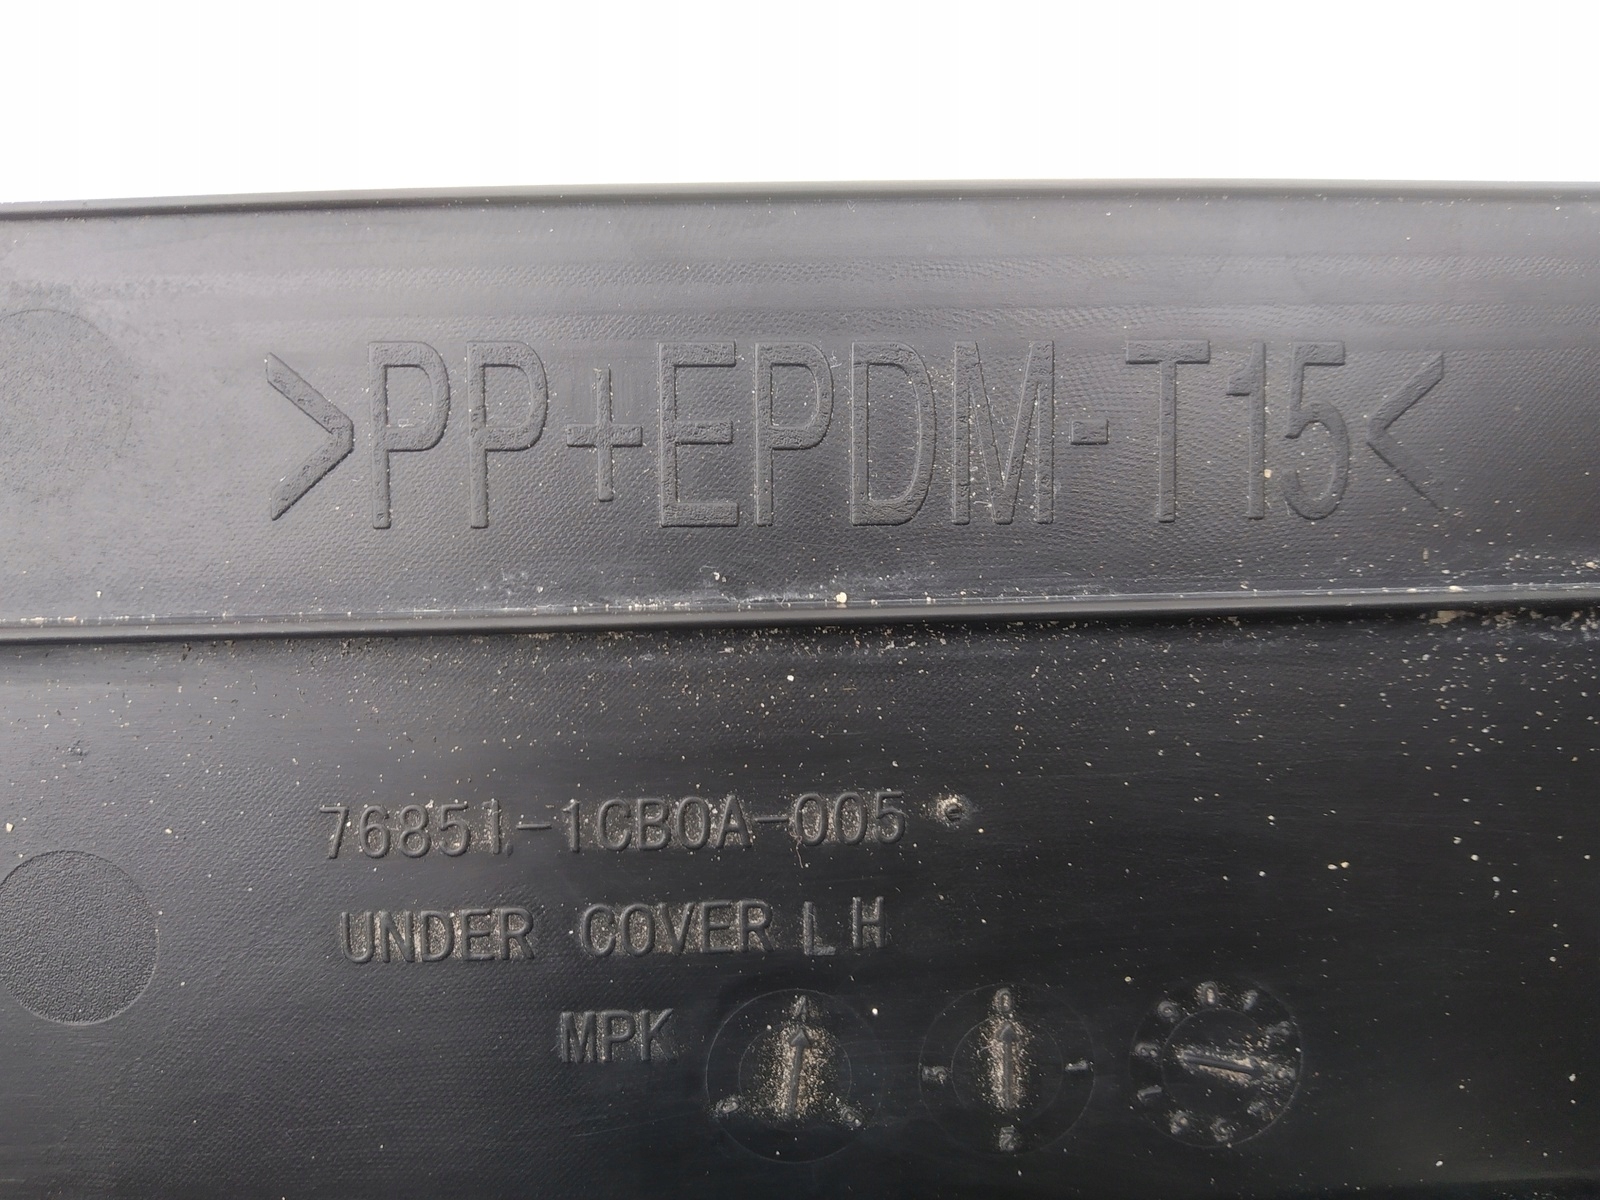 >PP+EPDM-T15<
76851-1CB0A-005
UNDER COVER LH
MPK